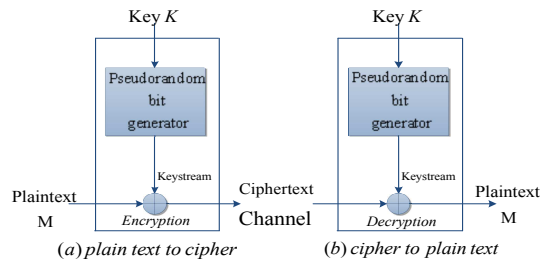 Key K
Pseudorandom
bit
generator
Keystream
Plaintext
M
Encryption
Ciphertext
Channel
(a) plain text to cipher
Key K
Pseudorandom
bit
generator
Keystream
Decryption
Plaintext
M
(b) cipher to plain text